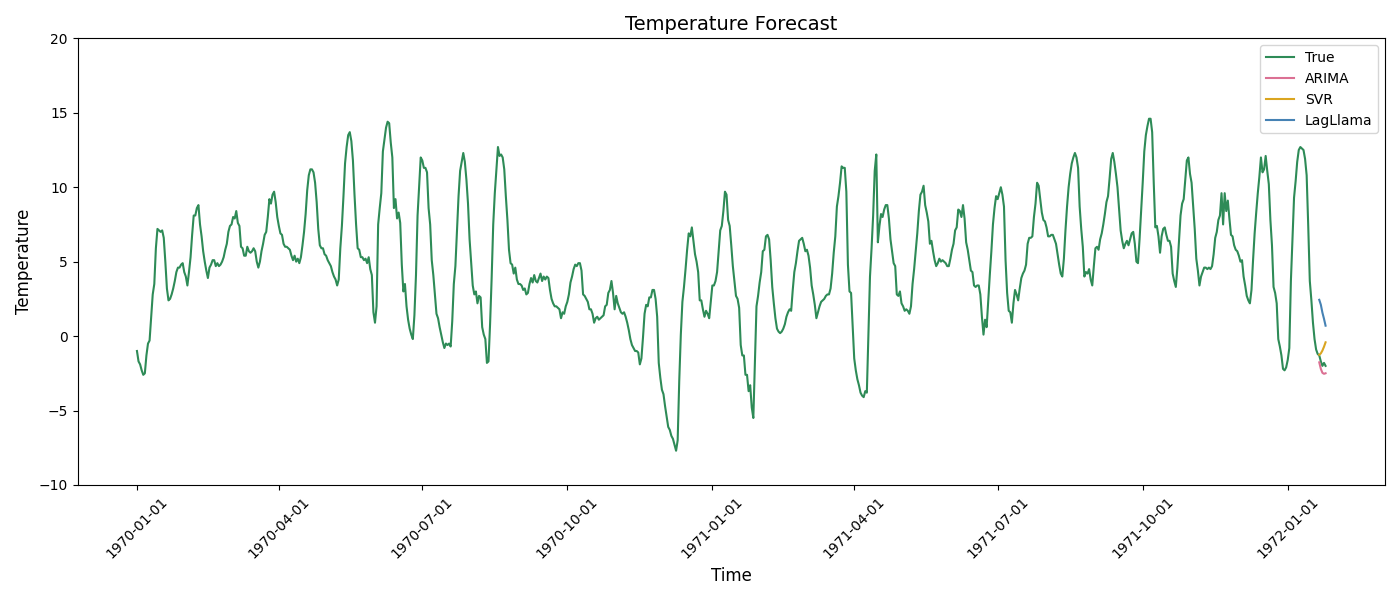 Temperature Forecast
True
ARIMA
SVR
LagLlama
Temperature
20
15
10
5
0
−5
−10
1970-01-01
1970-04-01
1970-07-01
1970-10-01
1971-01-01
1971-04-01
1971-07-01
1971-10-01
1972-01-01
Time